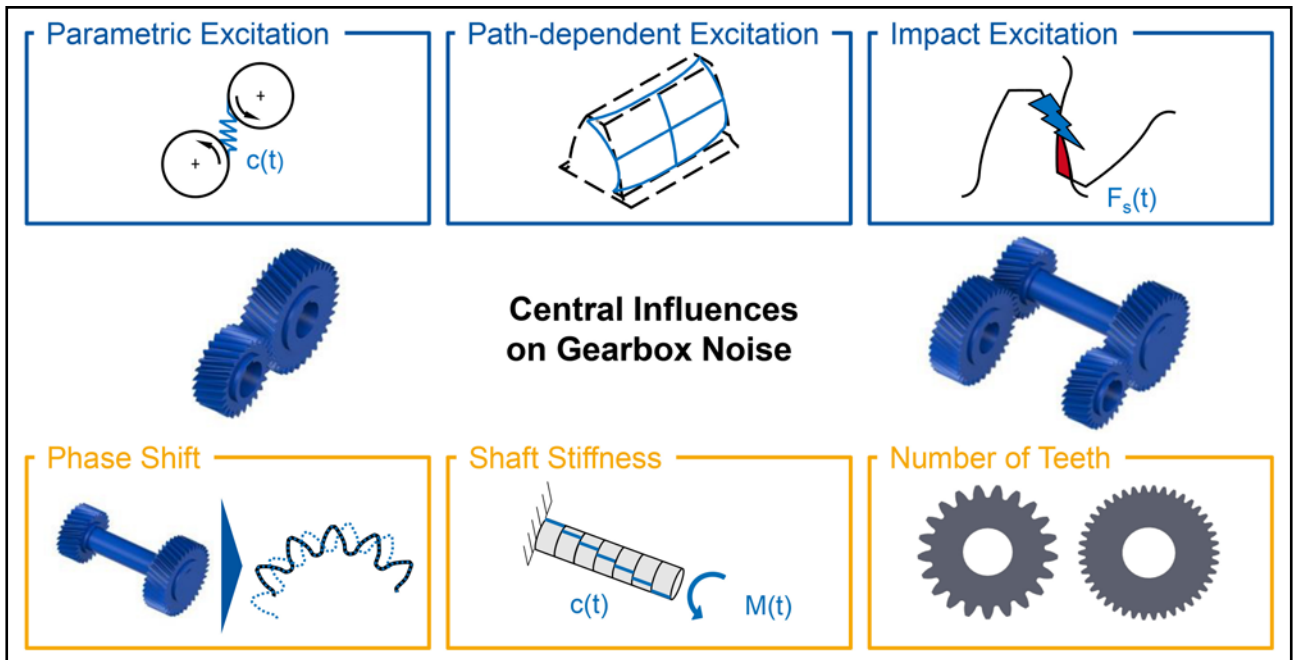 Parametric Excitation
Path-dependent Excitation
Impact Excitation
c(t)
Fs(t)
Central Influences
on Gearbox Noise
Phase Shift
Shaft Stiffness
Number of Teeth
c(t)
M(t)